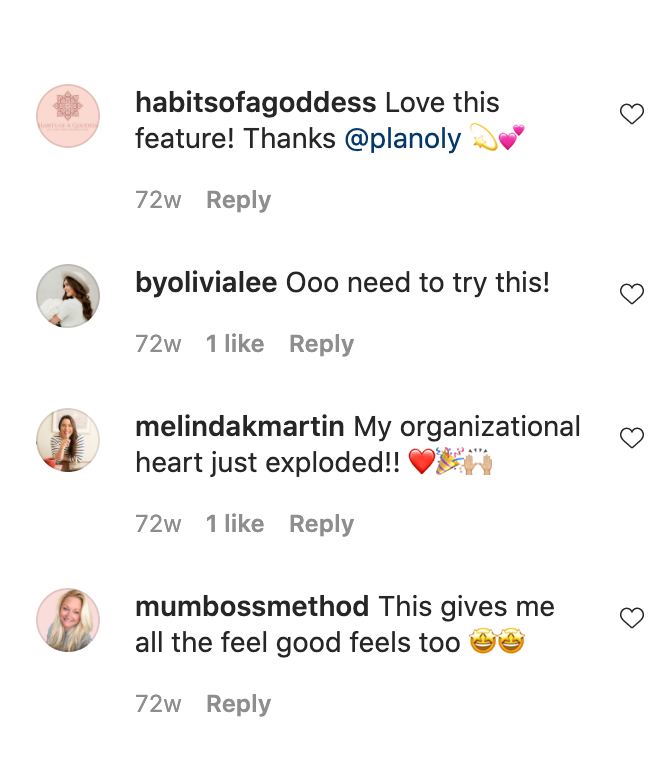 habitsofagoddess Love this
feature! Thanks @planoly 💫💕
72w Reply
byolivialee Ooo need to try this!
72w 1 like Reply
melindakmartin My organizational
heart just exploded!! ❤️🎉🙌🏼
72w 1 like Reply
mumbossmethod This gives me
all the feel good feels too 🤩🤩
72w Reply